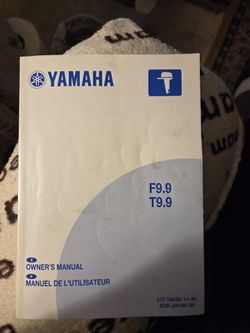 YAMAHA
F9.9
T9.9
OWNER'S MANUAL
MANUEL DE L'UTILISATEUR